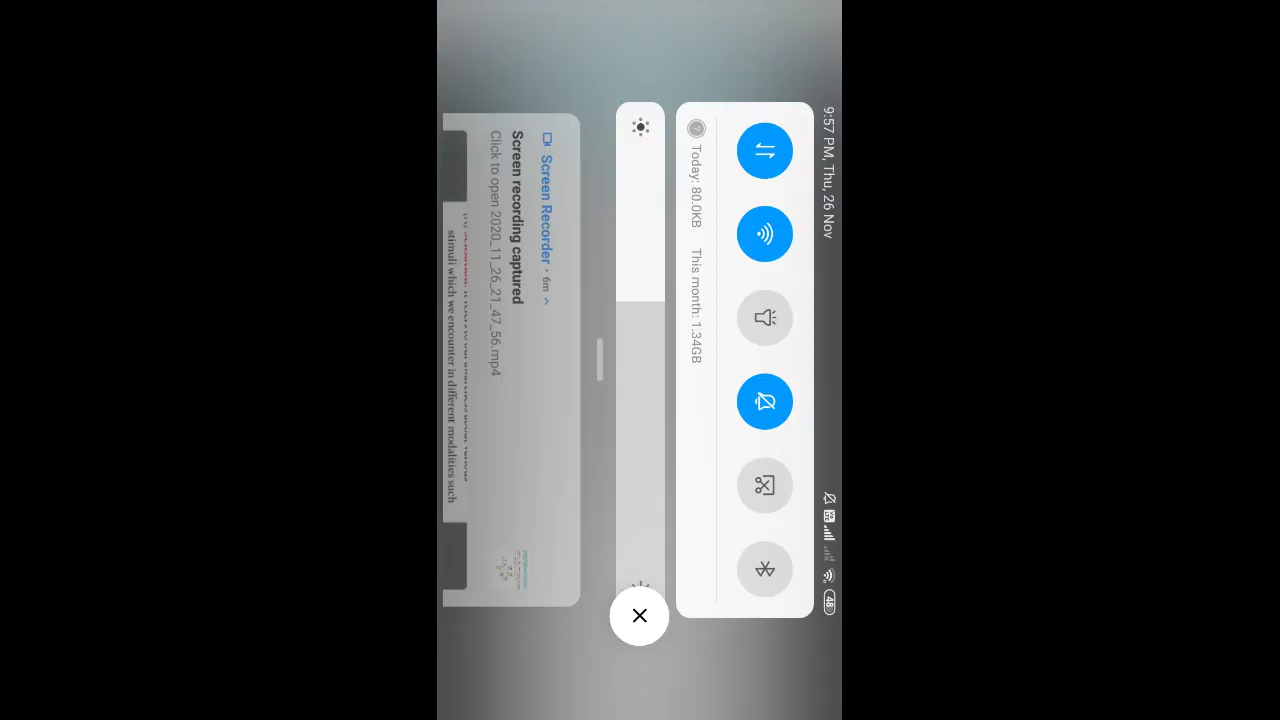 9:57 PM, Thu, 26 Nov
48
Today: 80.0KB This month: 1.34GB
Screen Recorder • 6m
Screen recording captured
Click to open 2020_11_26_21_47_56.mp4
stimuli which we encounter in different modalities such